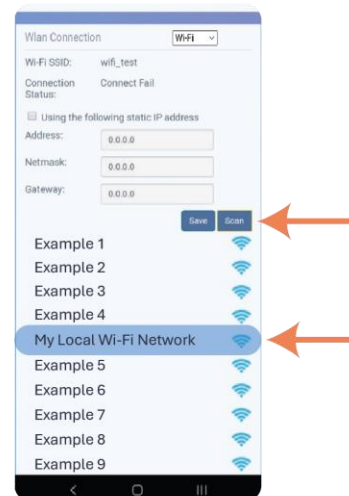 Wlan Connection Wi-Fi
Wi-Fi SSID: wifi_test
Connection Status: Connect Fail
Using the following static IP address
Address: 0.0.0.0
Netmask: 0.0.0.0
Gateway: 0.0.0.0
Save Scan
Example 1
Example 2
Example 3
Example 4
My Local Wi-Fi Network
Example 5
Example 6
Example 7
Example 8
Example 9